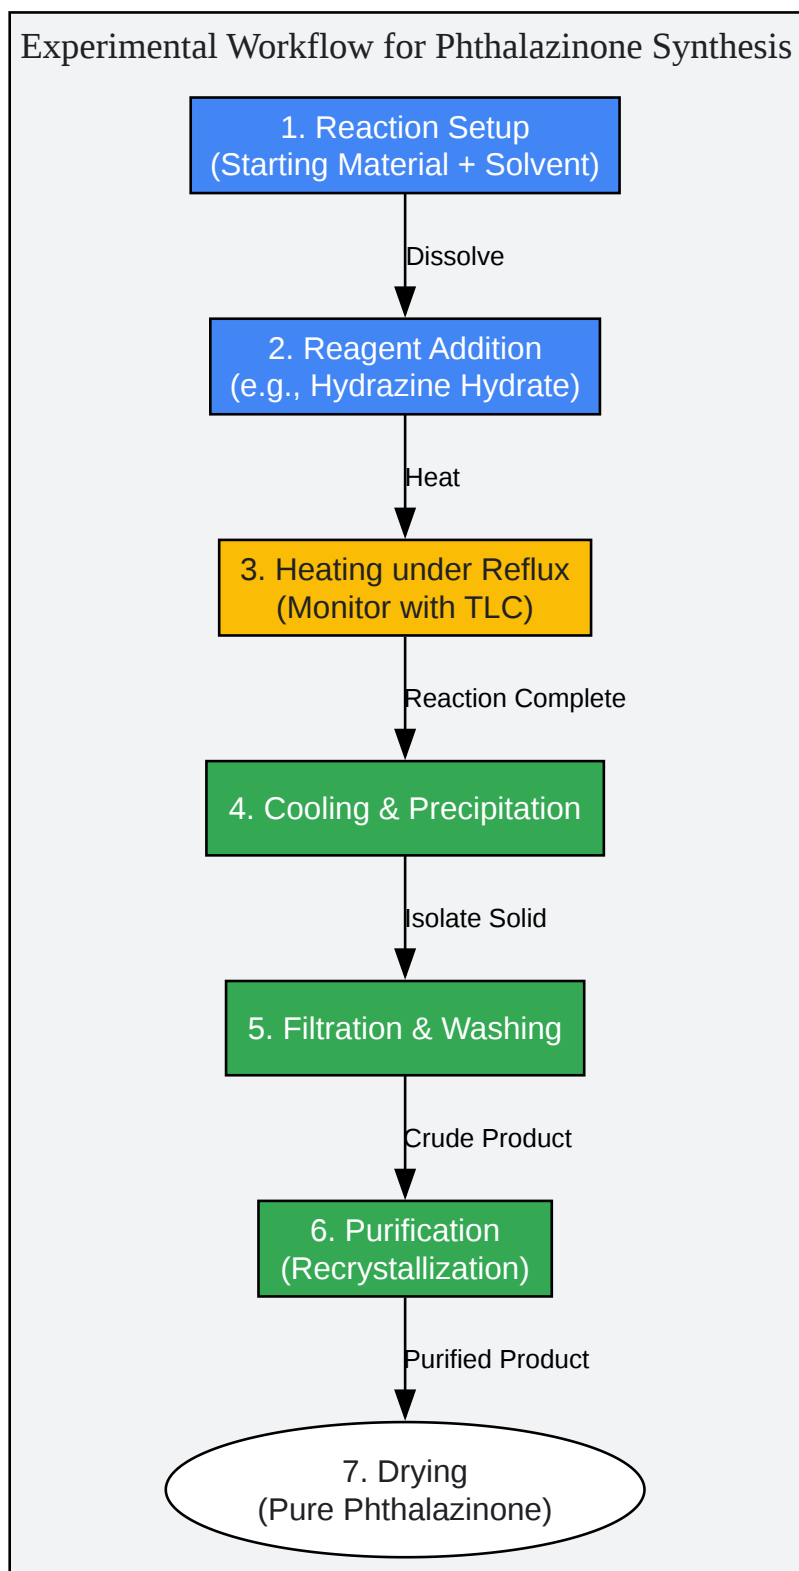 Experimental Workflow for Phthalazinone Synthesis
1. Reaction Setup
(Starting Material + Solvent)
Dissolve
2. Reagent Addition
(e.g., Hydrazine Hydrate)
Heat
3. Heating under Reflux
(Monitor with TLC)
Reaction Complete
4. Cooling & Precipitation
Isolate Solid
5. Filtration & Washing
Crude Product
6. Purification
(Recrystallization)
Purified Product
7. Drying
(Pure Phthalazinone)